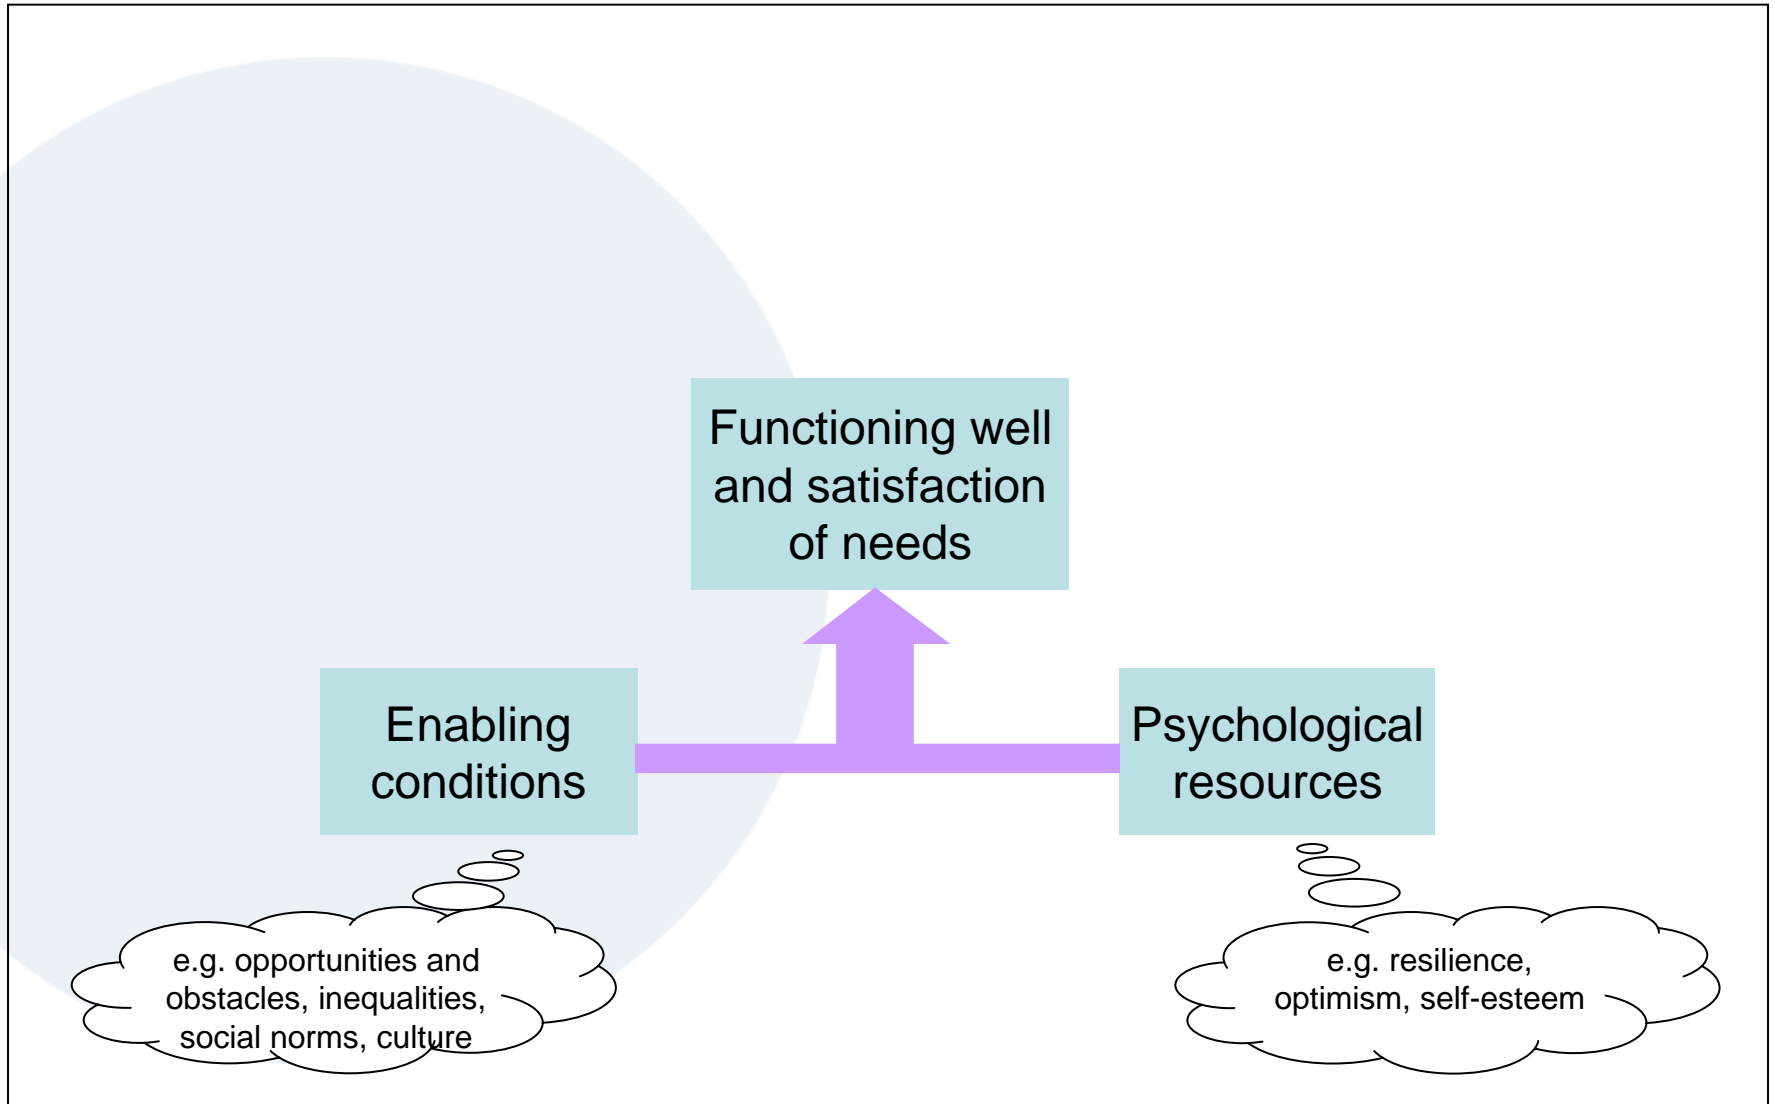 Functioning well
and satisfaction
of needs
Enabling
conditions
Psychological
resources
e.g. opportunities and
obstacles, inequalities,
social norms, culture
e.g. resilience,
optimism, self-esteem